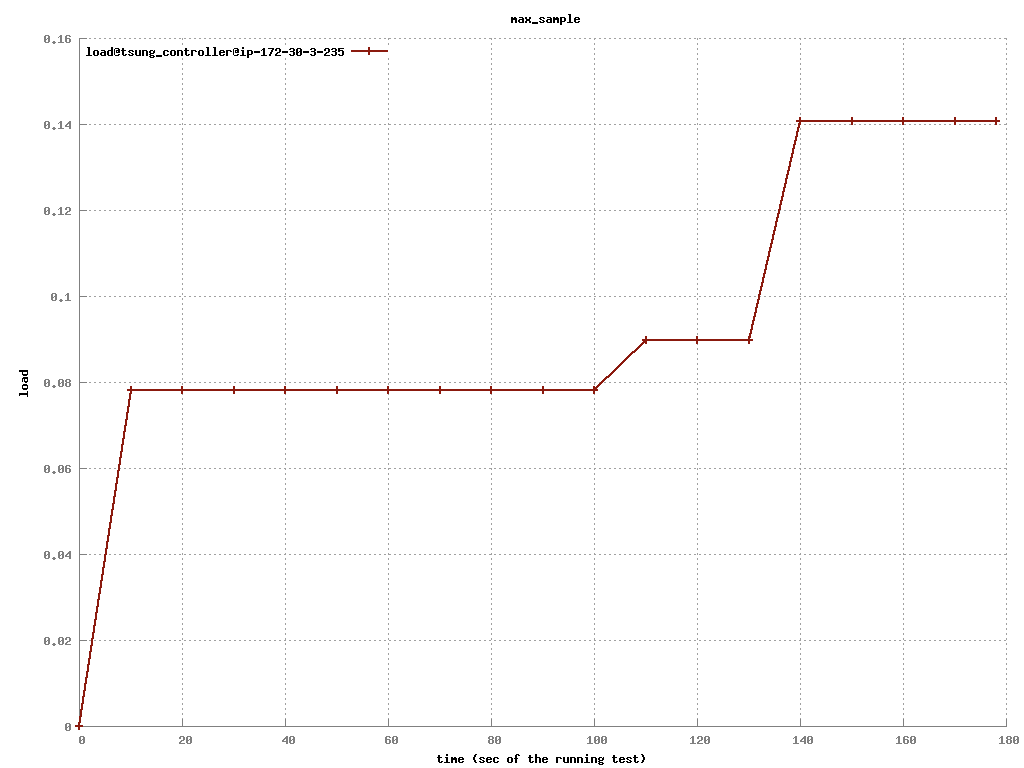 max_sample
load@tsung_controller@ip-172-30-3-235
0.16
0.14
0.12
0.1
0.08
0.06
0.04
0.02
0
load
0 20 40 60 80 100 120 140 160 180
time (sec of the running test)